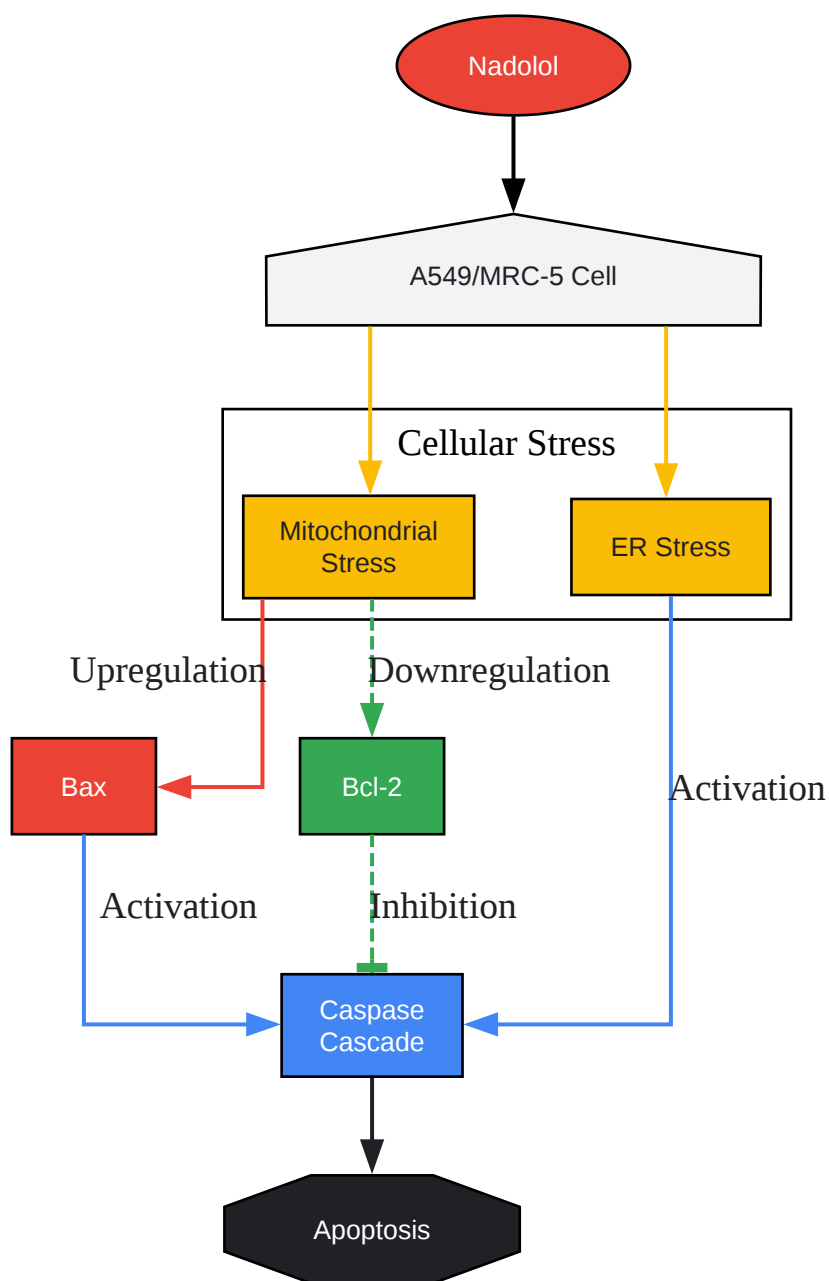 Nadolol
A549/MRC-5 Cell
Cellular Stress
Mitochondrial
Stress
ER Stress
Upregulation
Downregulation
Bax
Bcl-2
Activation
Activation
Inhibition
Caspase
Cascade
Apoptosis